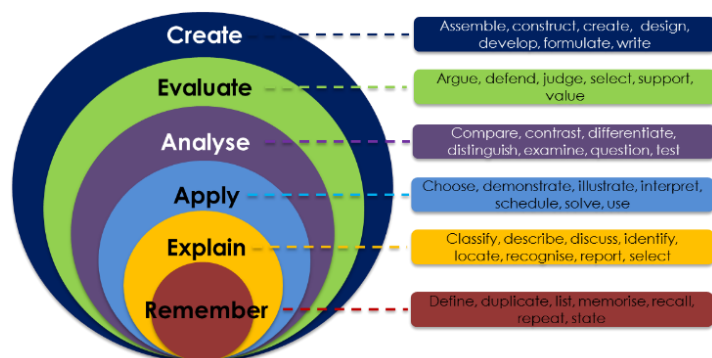 Create
Assemble, construct, create, design,
develop, formulate, write
Evaluate
Argue, defend, judge, select, support,
value
Analyse
Compare, contrast, differentiate,
distinguish, examine, question, test
Apply
Choose, demonstrate, illustrate, interpret,
schedule, solve, use
Explain
Classify, describe, discuss, identify,
locate, recognise, report, select
Remember
Define, duplicate, list, memorise, recall,
repeat, state